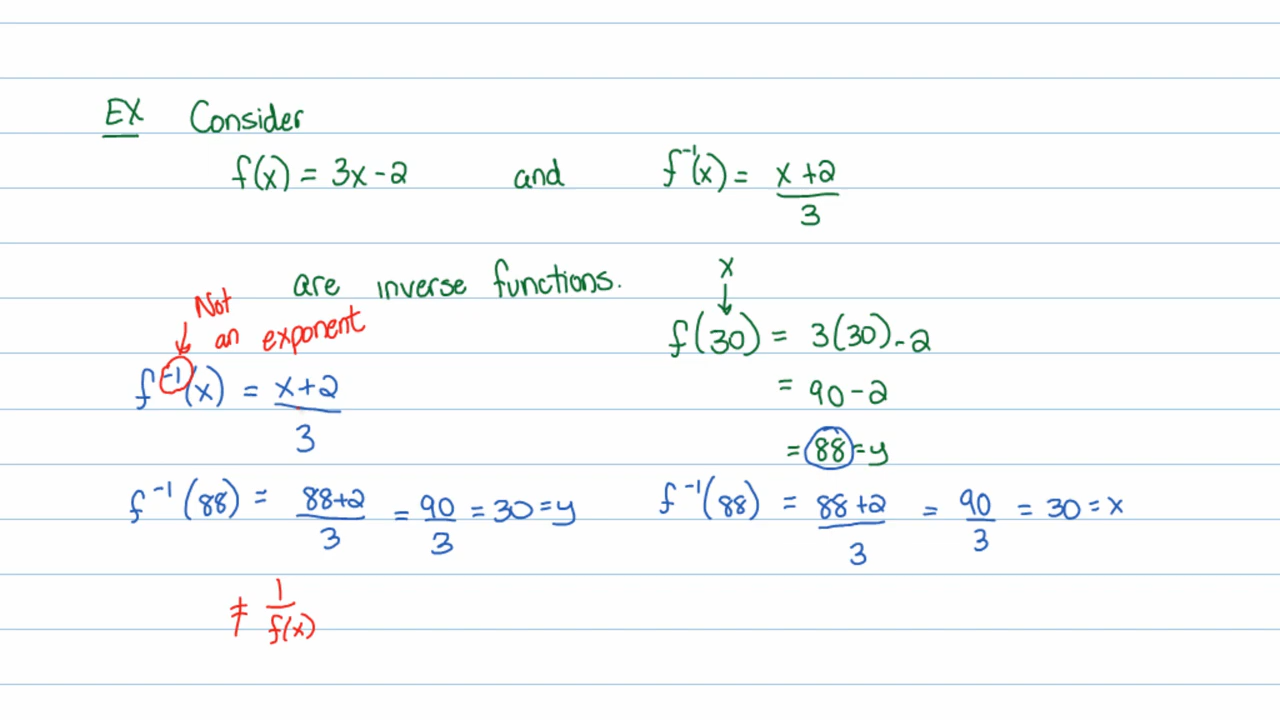 EX Consider
f(x) = 3x - 2 and f⁻¹(x) = x + 2 / 3
are inverse functions.
Not
an exponent
f⁻¹(x) = x + 2 / 3
f⁻¹(88) = 88+2 / 3 = 90 / 3 = 30 = y
≠ 1 / f(x)
x
↓
f(30) = 3(30) - 2
= 90 - 2
= 88 = y
f⁻¹(88) = 88 + 2 / 3 = 90 / 3 = 30 = x